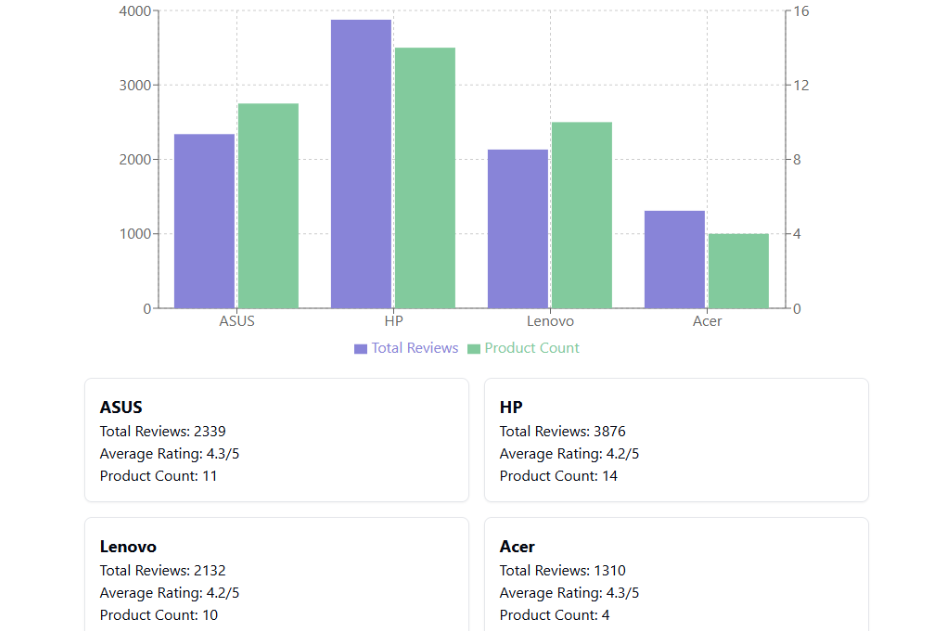 4000
16
3000
12
2000
8
1000
4
0
0
ASUS HP Lenovo Acer
Total Reviews Product Count
ASUS
Total Reviews: 2339
Average Rating: 4.3/5
Product Count: 11
HP
Total Reviews: 3876
Average Rating: 4.2/5
Product Count: 14
Lenovo
Total Reviews: 2132
Average Rating: 4.2/5
Product Count: 10
Acer
Total Reviews: 1310
Average Rating: 4.3/5
Product Count: 4